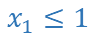 x₁ ≤ 1